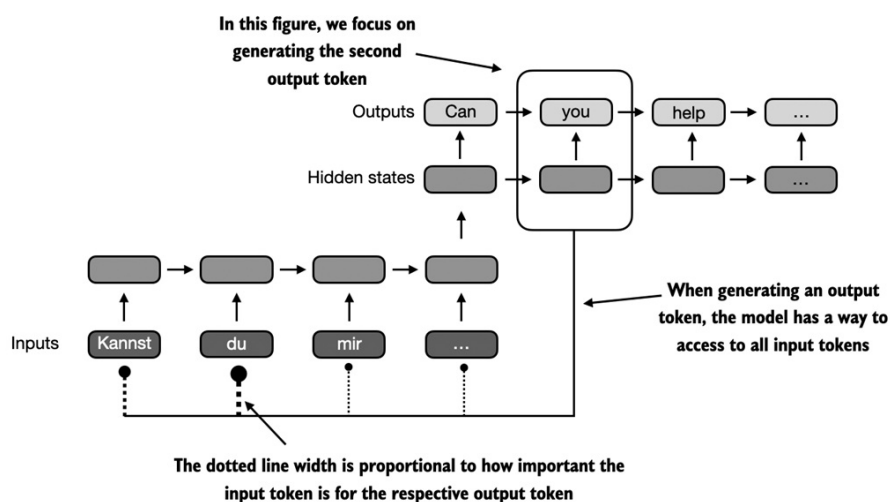 In this figure, we focus on
generating the second
output token
Outputs
Can
you
help
...
Hidden states
...
Inputs
Kannst
du
mir
...
When generating an output
token, the model has a way to
access to all input tokens
The dotted line width is proportional to how important the
input token is for the respective output token